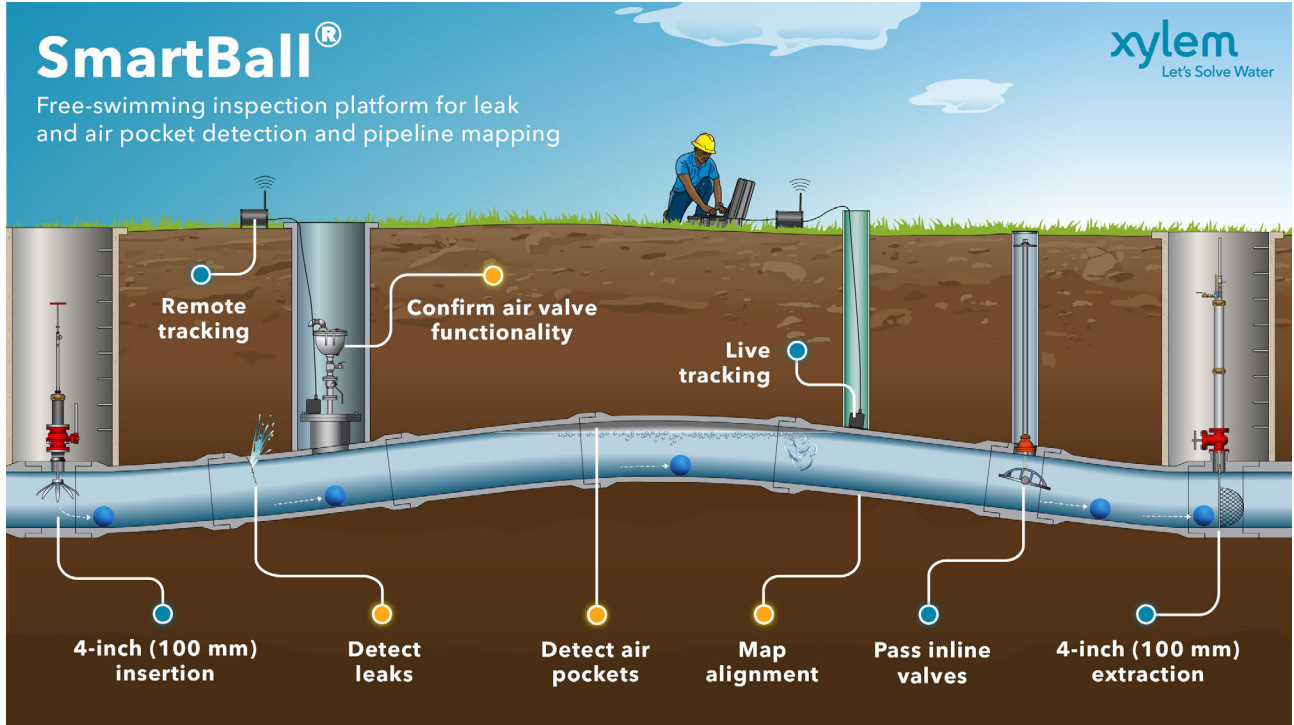 SmartBall®
Free-swimming inspection platform for leak
and air pocket detection and pipeline mapping
xylem
Let's Solve Water
Remote
tracking
Confirm air valve
functionality
Live
tracking
4-inch (100 mm)
insertion
Detect
leaks
Detect air
pockets
Map
alignment
Pass inline
valves
4-inch (100 mm)
extraction